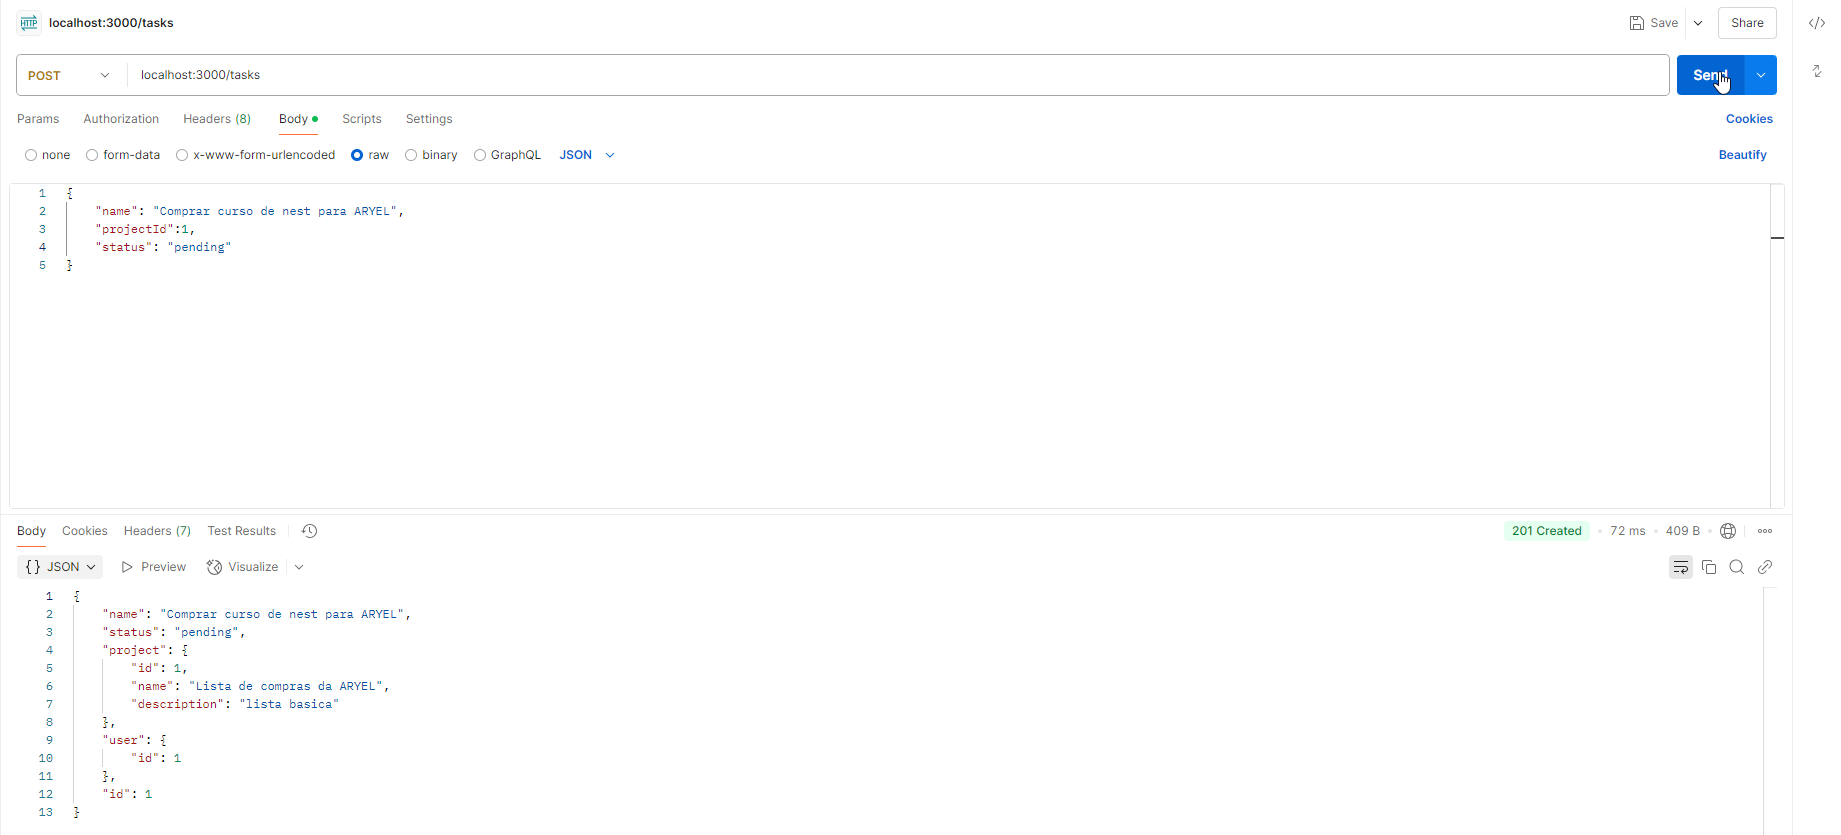 HTTP localhost:3000/tasks Save Share </>
POST localhost:3000/tasks Send
Params Authorization Headers (8) Body Scripts Settings Cookies
none form-data x-www-form-urlencoded raw binary GraphQL JSON Beautify
1 {
2 "name": "Comprar curso de nest para ARYEL",
3 "projectId":1,
4 "status": "pending"
5 }
Body Cookies Headers (7) Test Results 201 Created • 72 ms • 409 B
{} JSON Preview Visualize
1 {
2 "name": "Comprar curso de nest para ARYEL",
3 "status": "pending",
4 "project": {
5 "id": 1,
6 "name": "Lista de compras da ARYEL",
7 "description": "lista basica"
8 },
9 "user": {
10 "id": 1
11 },
12 "id": 1
13 }